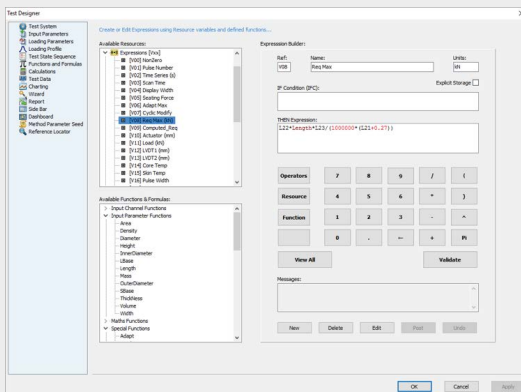 Test Designer
X
Test System
Input Parameters
Loading Parameters
Loading Profile
Test State Sequence
Functions and Formulas
Calculations
Test Data
Charting
Wizard
Report
Side Bar
Dashboard
Method Parameter Seed
Reference Locator
Create or Edit Expressions using Resource variables and defined functions...
Available Resources:
Expressions [Vxx]
[V00] NonZero
[V01] Pulse Number
[V02] Time Series (s)
[V03] Scan Time
[V04] Display Width
[V05] Seating Force
[V06] Adapt Max
[V07] Cyclic Modify
[V08] Req Max (kN)
[V09] Computed_Req
[V10] Actuator (mm)
[V11] Load (kN)
[V12] LVDT1 (mm)
[V13] LVDT2 (mm)
[V14] Core Temp
[V15] Skin Temp
[V16] Pulse Width
Available Functions & Formulas:
Input Channel Functions
Input Parameter Functions
Area
Density
Diameter
Height
InnerDiameter
LBase
Length
Mass
OuterDiameter
SBase
Thickness
Volume
Width
Maths Functions
Special Functions
Adapt
Expression Builder:
Ref: Name: Units:
V08 Req Max kN
Explicit Storage
IF Condition (IFC):
THEN Expression:
L22*Length*L23/(1000000*(L21+0.27))
Operators 7 8 9 / (
Resource 4 5 6 * )
Function 1 2 3 - ^
0 . ← + Pi
View All Validate
Messages:
New Delete Edit Post Undo
OK Cancel Apply